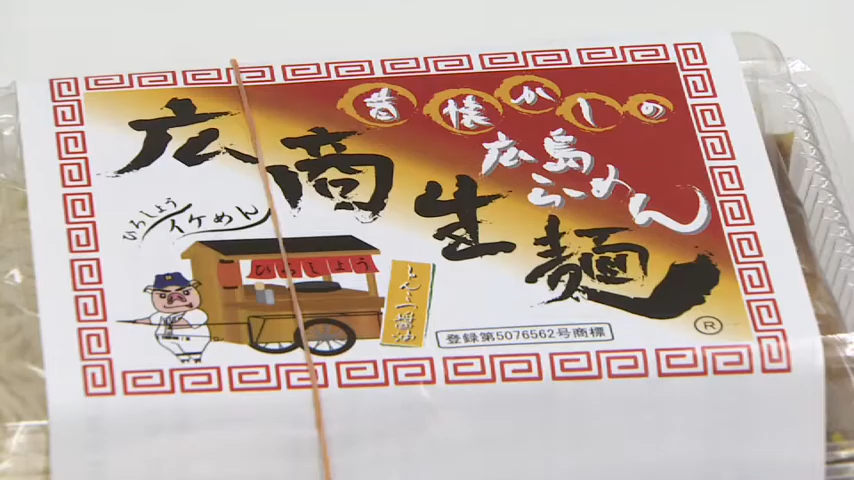 昔懐かしの
広島らーめん
広商生麺
ひろしょう
イケめん
ひろしょう
とんこつ醤油
登録第5076562号商標
®